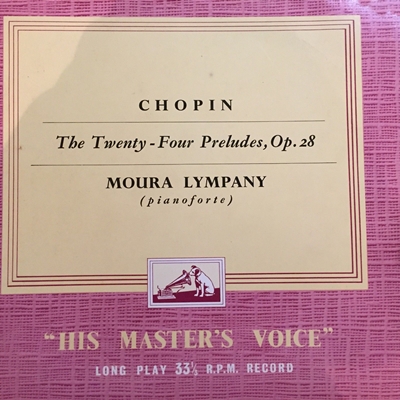 CHOPIN
The Twenty-Four Preludes, Op. 28
MOURA LYMPANY
(pianoforte)
"HIS MASTER'S VOICE"
LONG PLAY 33⅓ R.P.M. RECORD